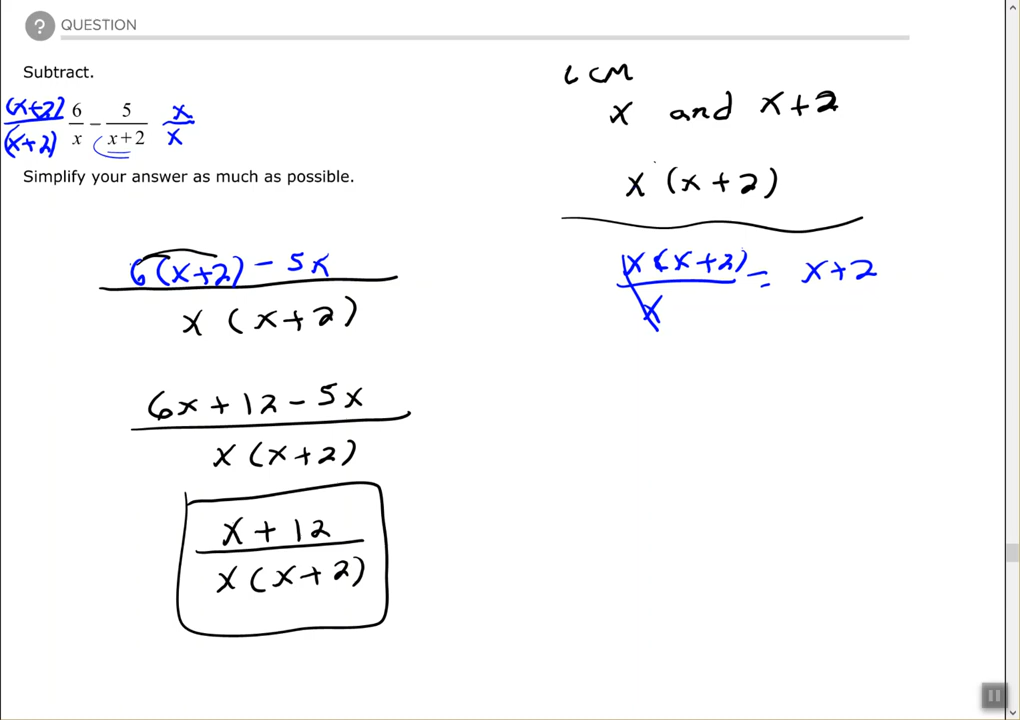 ? QUESTION
Subtract.
(x+2)/(x+2) 6/x − 5/(x+2) x/x
Simplify your answer as much as possible.
6(x+2) − 5x
x (x+2)
6x + 12 − 5x
x (x+2)
x + 12
x (x+2)
LCM
x and x+2
x (x+2)
x(x+2) = x+2
x